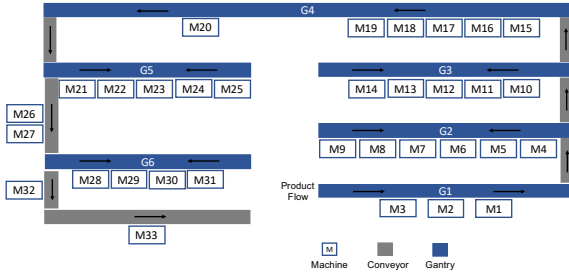 G4
M20 M19 M18 M17 M16 M15
G5 G3
M21 M22 M23 M24 M25 M14 M13 M12 M11 M10
M26
M27
G2
M9 M8 M7 M6 M5 M4
G6
M28 M29 M30 M31
M32
Product
Flow
G1
M3 M2 M1
M33
M
Machine Conveyor Gantry